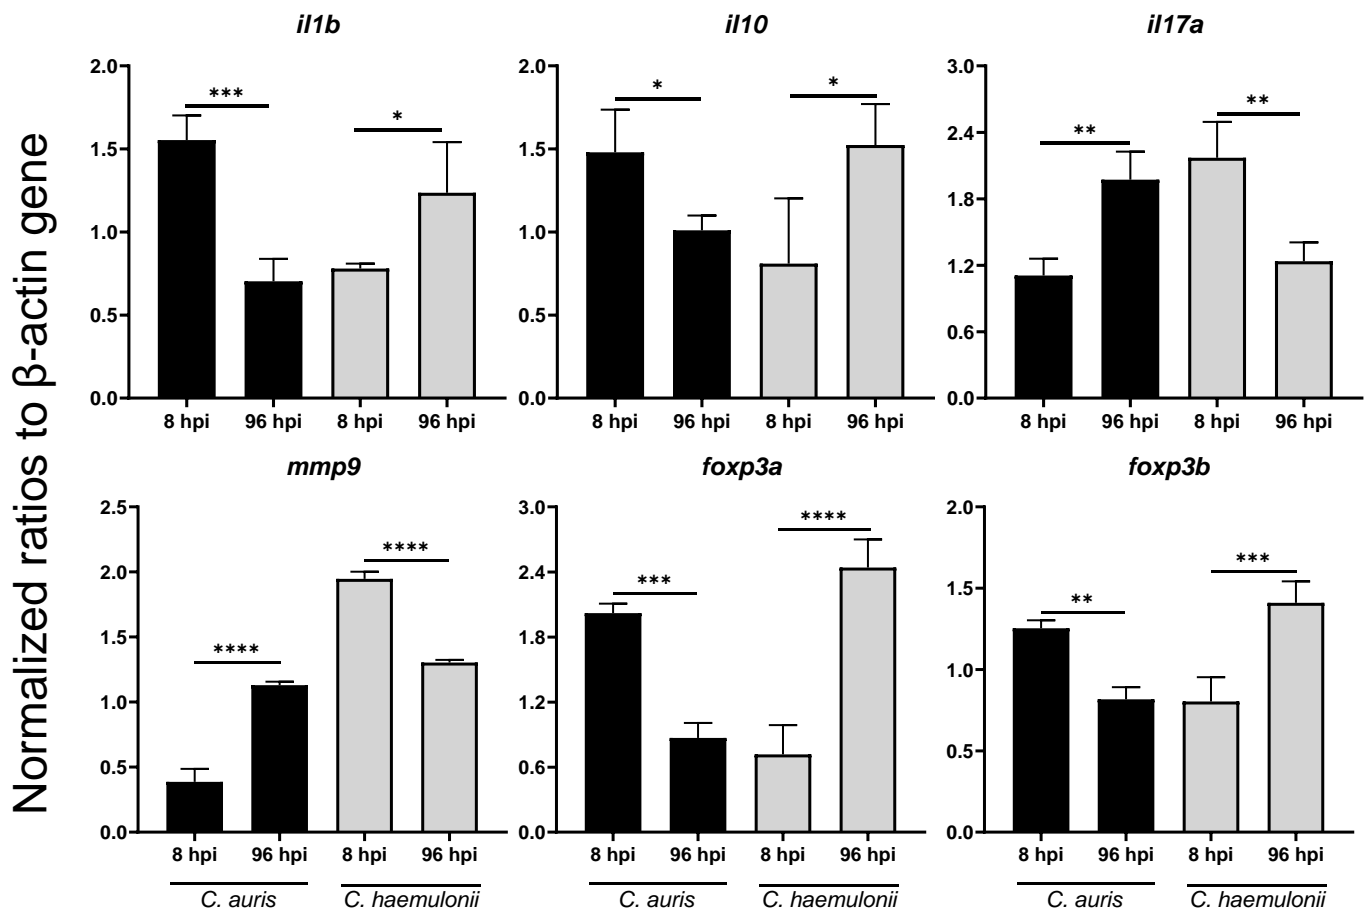 il1b
il10
il17a
Normalized ratios to β-actin gene
2.0
1.5
1.0
0.5
0.0
***
*
8 hpi 96 hpi 8 hpi 96 hpi
2.0
1.5
1.0
0.5
0.0
*
*
8 hpi 96 hpi 8 hpi 96 hpi
3.0
2.4
1.8
1.2
0.6
0.0
**
**
8 hpi 96 hpi 8 hpi 96 hpi
mmp9
foxp3a
foxp3b
2.5
2.0
1.5
1.0
0.5
0.0
****
****
8 hpi 96 hpi 8 hpi 96 hpi
C. auris C. haemulonii
3.0
2.4
1.8
1.2
0.6
0.0
***
****
8 hpi 96 hpi 8 hpi 96 hpi
C. auris C. haemulonii
2.0
1.5
1.0
0.5
0.0
**
***
8 hpi 96 hpi 8 hpi 96 hpi
C. auris C. haemulonii